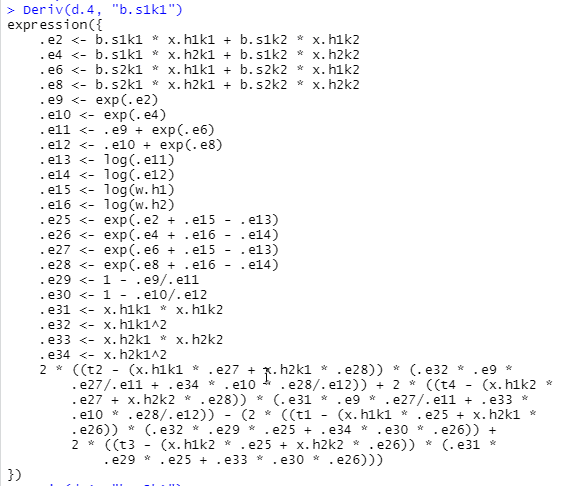 > Deriv(d.4, "b.s1k1")
expression({
    .e2 <- b.s1k1 * x.h1k1 + b.s1k2 * x.h1k2
    .e4 <- b.s1k1 * x.h2k1 + b.s1k2 * x.h2k2
    .e6 <- b.s2k1 * x.h1k1 + b.s2k2 * x.h1k2
    .e8 <- b.s2k1 * x.h2k1 + b.s2k2 * x.h2k2
    .e9 <- exp(.e2)
    .e10 <- exp(.e4)
    .e11 <- .e9 + exp(.e6)
    .e12 <- .e10 + exp(.e8)
    .e13 <- log(.e11)
    .e14 <- log(.e12)
    .e15 <- log(w.h1)
    .e16 <- log(w.h2)
    .e25 <- exp(.e2 + .e15 - .e13)
    .e26 <- exp(.e4 + .e16 - .e14)
    .e27 <- exp(.e6 + .e15 - .e13)
    .e28 <- exp(.e8 + .e16 - .e14)
    .e29 <- 1 - .e9/.e11
    .e30 <- 1 - .e10/.e12
    .e31 <- x.h1k1 * x.h1k2
    .e32 <- x.h1k1^2
    .e33 <- x.h2k1 * x.h2k2
    .e34 <- x.h2k1^2
    2 * ((t2 - (x.h1k1 * .e27 + x.h2k1 * .e28)) * (.e32 * .e9 *
        .e27/.e11 + .e34 * .e10 * .e28/.e12)) + 2 * ((t4 - (x.h1k2 *
        .e27 + x.h2k2 * .e28)) * (.e31 * .e9 * .e27/.e11 + .e33 *
        .e10 * .e28/.e12)) - (2 * ((t1 - (x.h1k1 * .e25 + x.h2k1 *
        .e26)) * (.e32 * .e29 * .e25 + .e34 * .e30 * .e26)) +
        2 * ((t3 - (x.h1k2 * .e25 + x.h2k2 * .e26)) * (.e31 *
            .e29 * .e25 + .e33 * .e30 * .e26)))
})